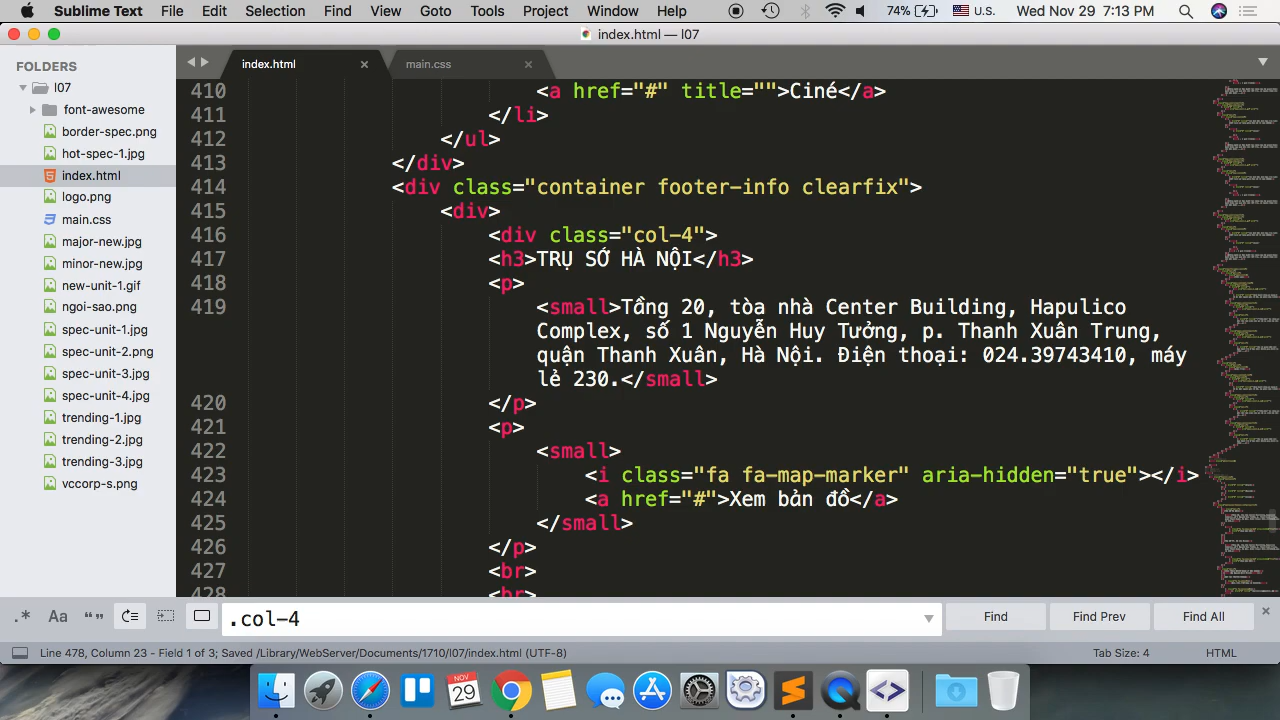 Sublime Text File Edit Selection Find View Goto Tools Project Window Help 74% U.S. Wed Nov 29 7:13 PM
index.html — l07
FOLDERS
l07
font-awesome
border-spec.png
hot-spec-1.jpg
index.html
logo.png
main.css
major-new.jpg
minor-new.jpg
new-unit-1.gif
ngoi-sao.png
spec-unit-1.jpg
spec-unit-2.png
spec-unit-3.jpg
spec-unit-4.jpg
trending-1.jpg
trending-2.jpg
trending-3.jpg
vccorp-s.png
index.html main.css
410 <a href="#" title="">Ciné</a>
411 </li>
412 </ul>
413 </div>
414 <div class="container footer-info clearfix">
415 <div>
416 <div class="col-4">
417 <h3>TRỤ SỞ HÀ NỘI</h3>
418 <p>
419 <small>Tầng 20, tòa nhà Center Building, Hapulico
Complex, số 1 Nguyễn Huy Tưởng, p. Thanh Xuân Trung,
quận Thanh Xuân, Hà Nội. Điện thoại: 024.39743410, máy
lẻ 230.</small>
420 </p>
421 <p>
422 <small>
423 <i class="fa fa-map-marker" aria-hidden="true"></i>
424 <a href="#">Xem bản đồ</a>
425 </small>
426 </p>
427 <br>
428 <br>
.* Aa “” .col-4 Find Find Prev Find All
Line 478, Column 23 - Field 1 of 3; Saved /Library/WebServer/Documents/1710/l07/index.html (UTF-8) Tab Size: 4 HTML
NOV
29